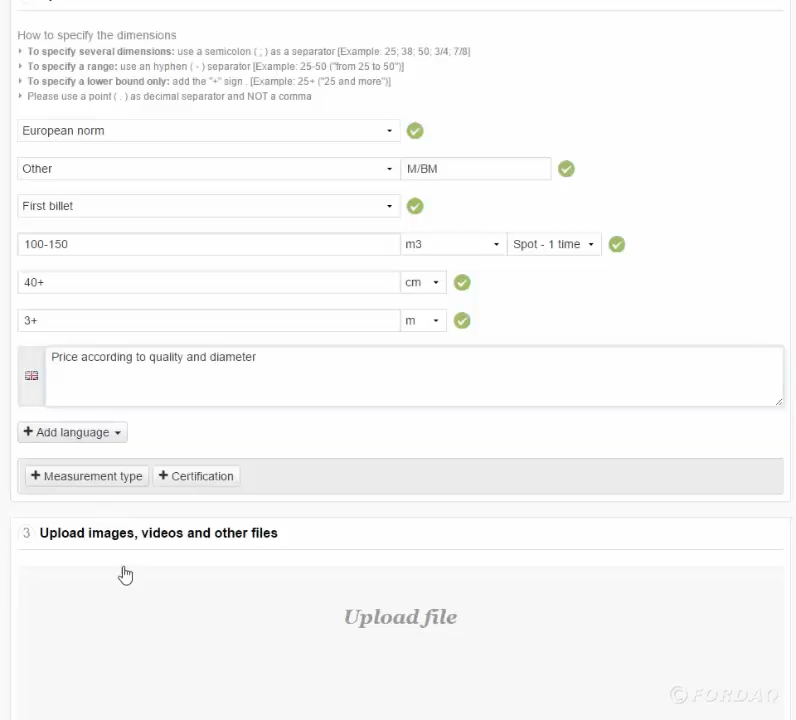 How to specify the dimensions
To specify several dimensions: use a semicolon ( ; ) as a separator [Example: 25; 38; 50; 3/4; 7/8]
To specify a range: use an hyphen ( - ) separator [Example: 25-50 ("from 25 to 50")]
To specify a lower bound only: add the "+" sign . [Example: 25+ ("25 and more")]
Please use a point ( . ) as decimal separator and NOT a comma
European norm
Other M/BM
First billet
100-150 m3 Spot - 1 time
40+ cm
3+ m
Price according to quality and diameter
+ Add language
+ Measurement type + Certification
3 Upload images, videos and other files
Upload file
© FORDAQ